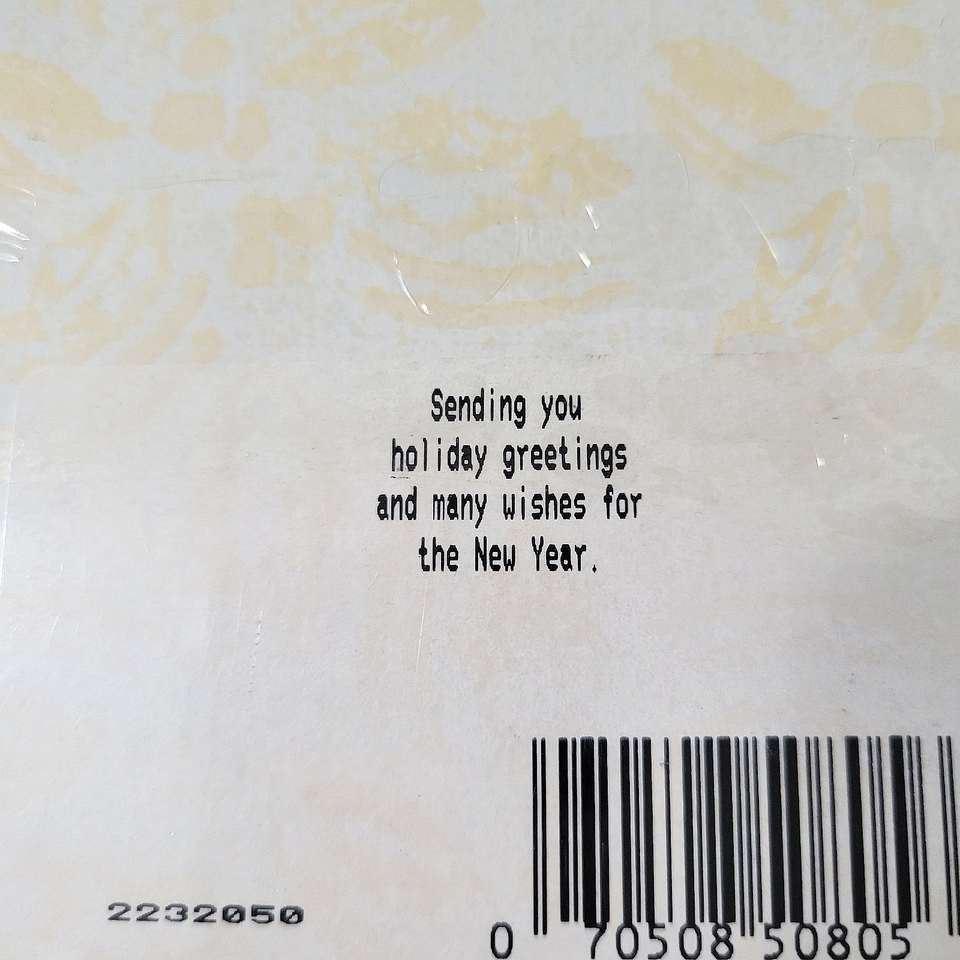 Sending you
holiday greetings
and many wishes for
the New Year.
2232050
0 70508 50805